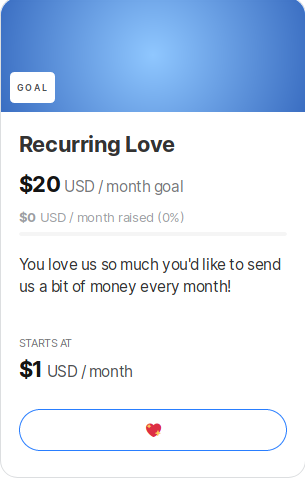 GOAL
Recurring Love
$20 USD / month goal
$0 USD / month raised (0%)
You love us so much you'd like to send
us a bit of money every month!
STARTS AT
$1 USD / month